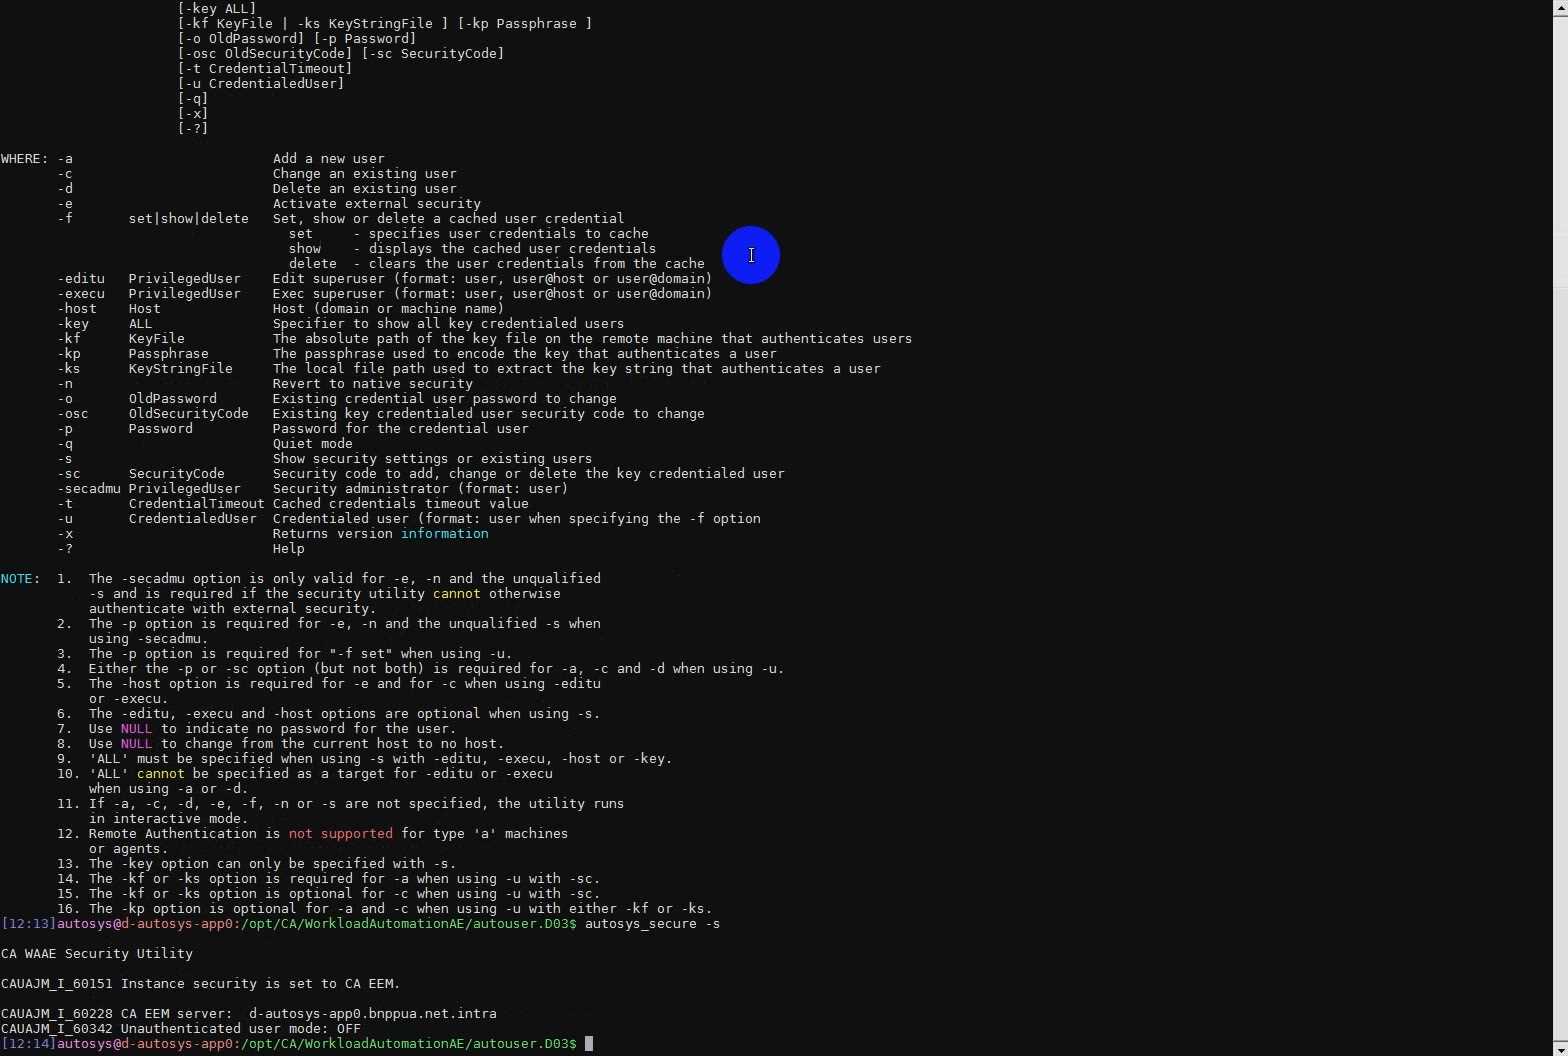 [-key ALL]
[-kf KeyFile | -ks KeyStringFile ] [-kp Passphrase ]
[-o OldPassword] [-p Password]
[-osc OldSecurityCode] [-sc SecurityCode]
[-t CredentialTimeout]
[-u CredentialedUser]
[-q]
[-x]
[-?]
WHERE: -a Add a new user
-c Change an existing user
-d Delete an existing user
-e Activate external security
-f set|show|delete Set, show or delete a cached user credential
set - specifies user credentials to cache
show - displays the cached user credentials
delete - clears the user credentials from the cache
-editu PrivilegedUser Edit superuser (format: user, user@host or user@domain)
-execu PrivilegedUser Exec superuser (format: user, user@host or user@domain)
-host Host Host (domain or machine name)
-key ALL Specifier to show all key credentialed users
-kf KeyFile The absolute path of the key file on the remote machine that authenticates users
-kp Passphrase The passphrase used to encode the key that authenticates a user
-ks KeyStringFile The local file path used to extract the key string that authenticates a user
-n Revert to native security
-o OldPassword Existing credential user password to change
-osc OldSecurityCode Existing key credentialed user security code to change
-p Password Password for the credential user
-q Quiet mode
-s Show security settings or existing users
-sc SecurityCode Security code to add, change or delete the key credentialed user
-secadmu PrivilegedUser Security administrator (format: user)
-t CredentialTimeout Cached credentials timeout value
-u CredentialedUser Credentialed user (format: user when specifying the -f option
-x Returns version information
-? Help
NOTE: 1. The -secadmu option is only valid for -e, -n and the unqualified
-s and is required if the security utility cannot otherwise
authenticate with external security.
2. The -p option is required for -e, -n and the unqualified -s when
using -secadmu.
3. The -p option is required for "-f set" when using -u.
4. Either the -p or -sc option (but not both) is required for -a, -c and -d when using -u.
5. The -host option is required for -e and for -c when using -editu
or -execu.
6. The -editu, -execu and -host options are optional when using -s.
7. Use NULL to indicate no password for the user.
8. Use NULL to change from the current host to no host.
9. 'ALL' must be specified when using -s with -editu, -execu, -host or -key.
10. 'ALL' cannot be specified as a target for -editu or -execu
when using -a or -d.
11. If -a, -c, -d, -e, -f, -n or -s are not specified, the utility runs
in interactive mode.
12. Remote Authentication is not supported for type 'a' machines
or agents.
13. The -key option can only be specified with -s.
14. The -kf or -ks option is required for -a when using -u with -sc.
15. The -kf or -ks option is optional for -c when using -u with -sc.
16. The -kp option is optional for -a and -c when using -u with either -kf or -ks.
[12:13]autosys@d-autosys-app0:/opt/CA/WorkloadAutomationAE/autouser.D03$ autosys_secure -s
CA WAAE Security Utility
CAUAJM_I_60151 Instance security is set to CA EEM.
CAUAJM_I_60228 CA EEM server: d-autosys-app0.bnppua.net.intra
CAUAJM_I_60342 Unauthenticated user mode: OFF
[12:14]autosys@d-autosys-app0:/opt/CA/WorkloadAutomationAE/autouser.D03$